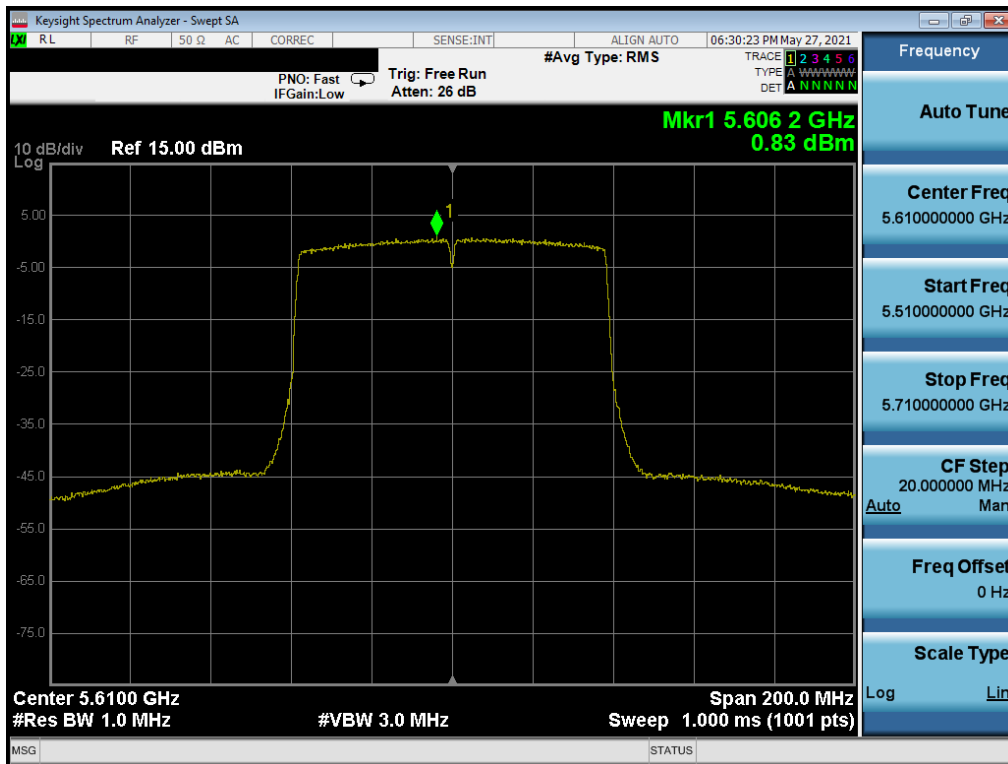 Keysight Spectrum Analyzer - Swept SA
LXI RL RF 50 Ω AC CORREC SENSE:INT ALIGN AUTO 06:30:23 PM May 27, 2021
#Avg Type: RMS
TRACE 1 2 3 4 5 6
PNO: Fast Trig: Free Run TYPE A WWWWW
IFGain:Low Atten: 26 dB DET A N N N N N
Mkr1 5.606 2 GHz
0.83 dBm
10 dB/div Ref 15.00 dBm
Log
1
5.00
-5.00
-15.0
-25.0
-35.0
-45.0
-55.0
-65.0
-75.0
Center 5.6100 GHz Span 200.0 MHz
#Res BW 1.0 MHz #VBW 3.0 MHz Sweep 1.000 ms (1001 pts)
MSG STATUS
Frequency
Auto Tune
Center Freq
5.610000000 GHz
Start Freq
5.510000000 GHz
Stop Freq
5.710000000 GHz
CF Step
20.000000 MHz
Auto Man
Freq Offset
0 Hz
Scale Type
Log Lin